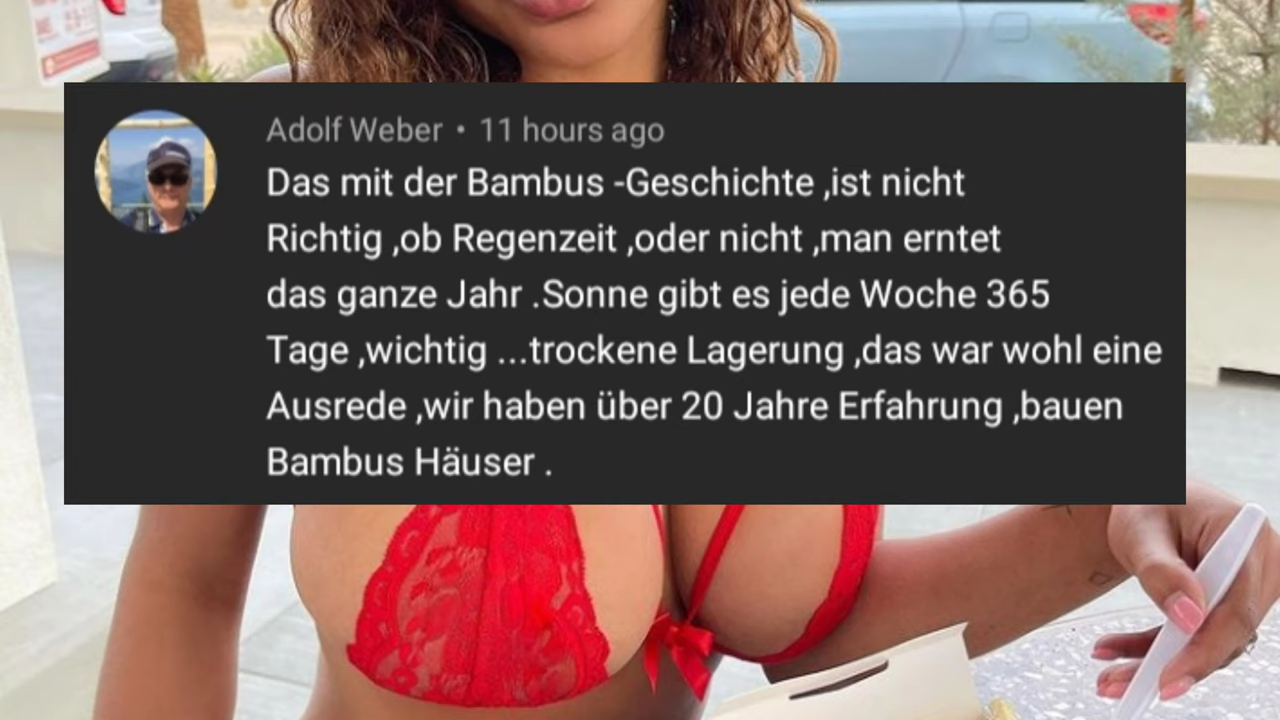 Adolf Weber • 11 hours ago
Das mit der Bambus -Geschichte ,ist nicht
Richtig ,ob Regenzeit ,oder nicht ,man erntet
das ganze Jahr .Sonne gibt es jede Woche 365
Tage ,wichtig ...trockene Lagerung ,das war wohl eine
Ausrede ,wir haben über 20 Jahre Erfahrung ,bauen
Bambus Häuser .